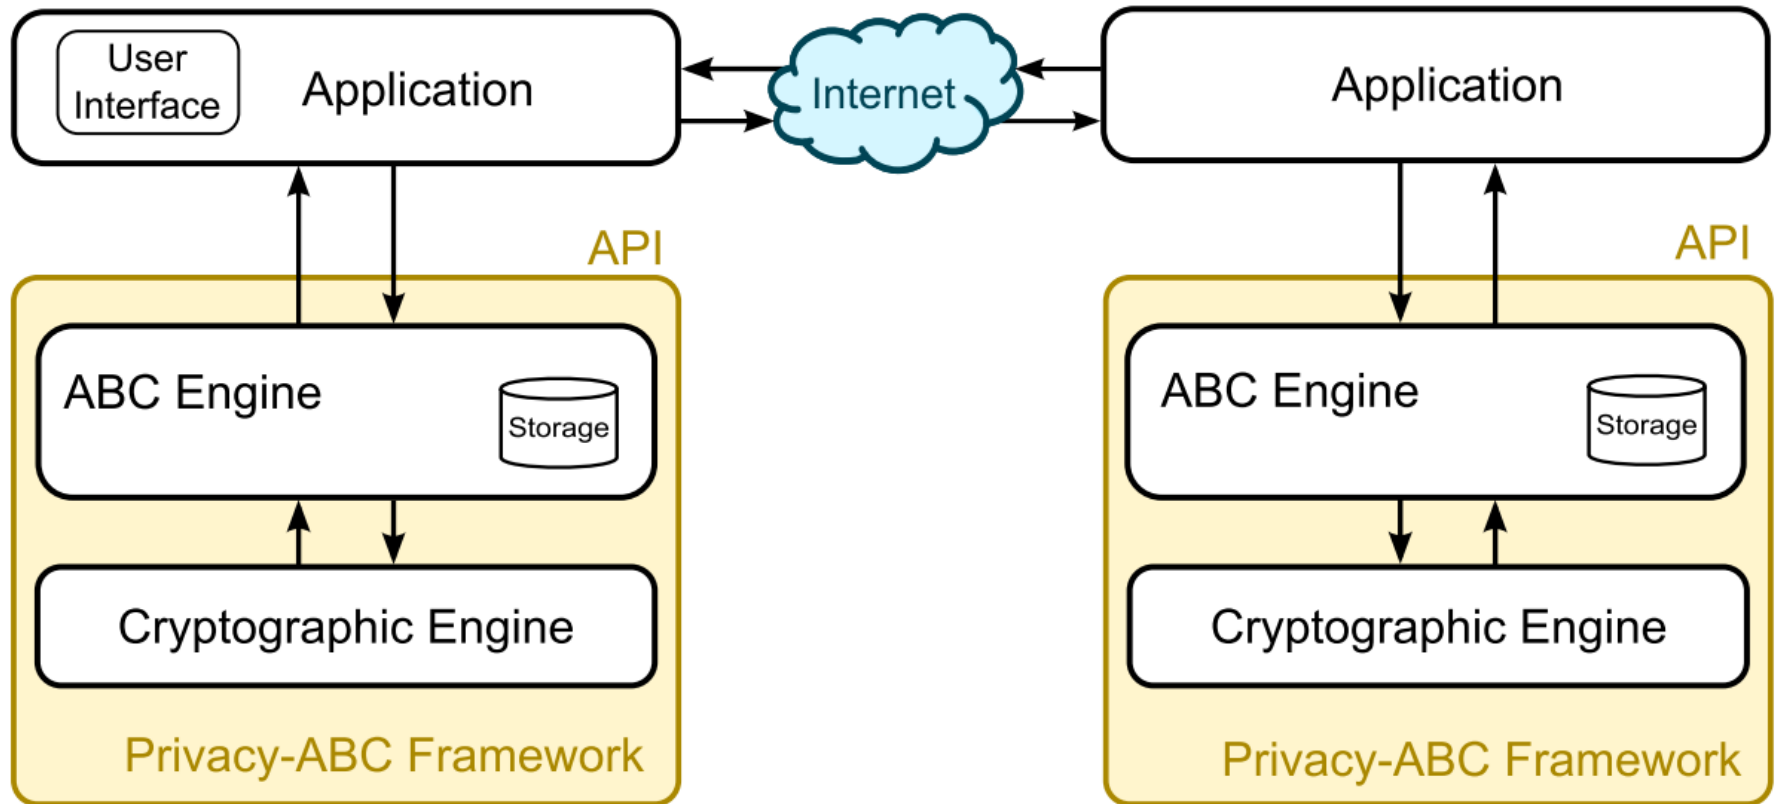 User
Interface
Application
Internet
Application
API
API
ABC Engine
Storage
ABC Engine
Storage
Cryptographic Engine
Cryptographic Engine
Privacy-ABC Framework
Privacy-ABC Framework